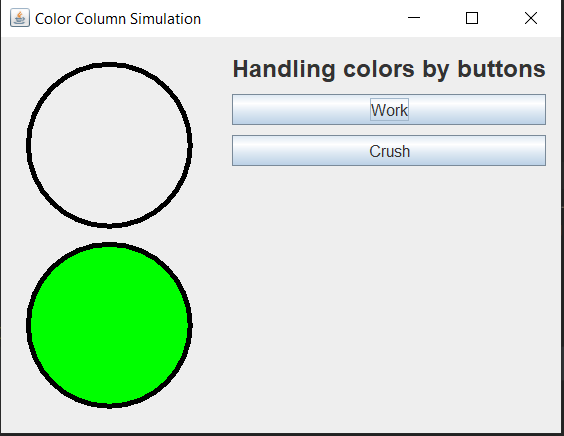 Color Column Simulation
Handling colors by buttons
Work
Crush